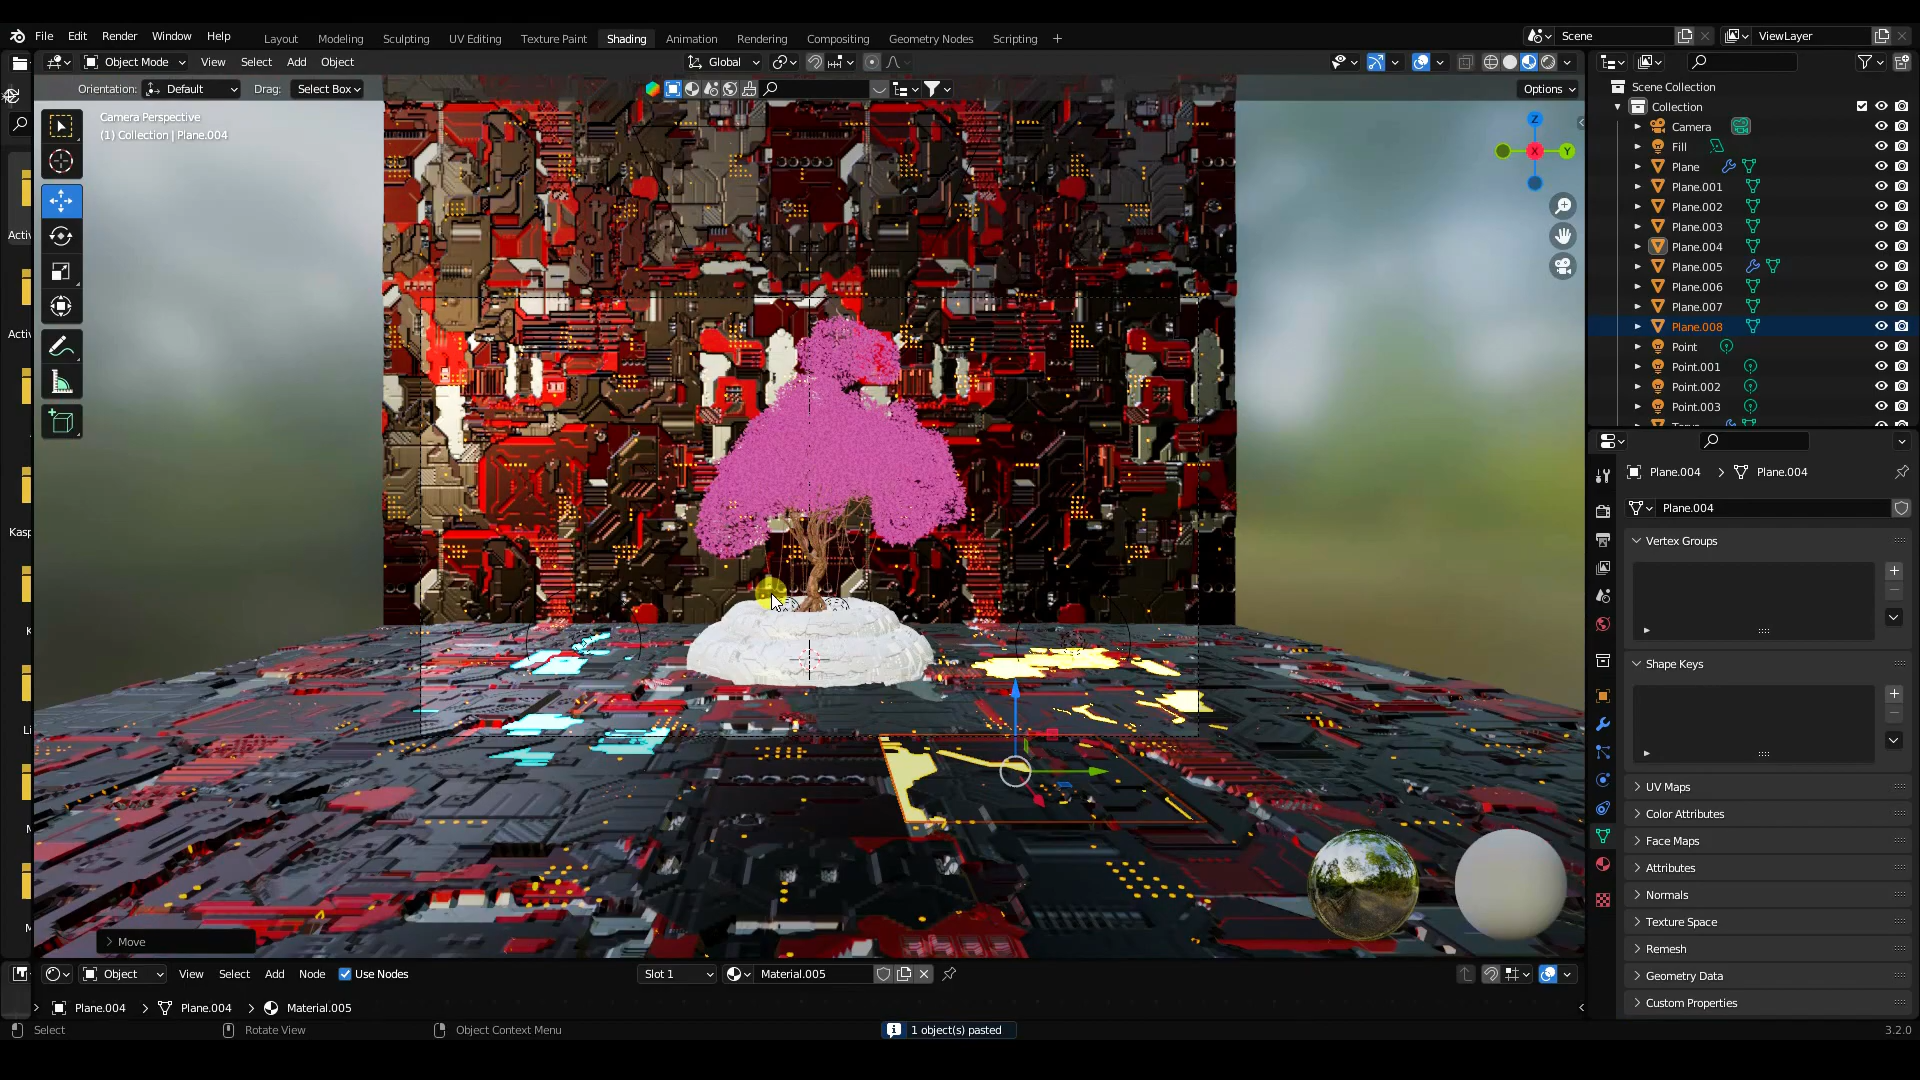 File Edit Render Window Help
Layout Modeling Sculpting UV Editing Texture Paint Shading Animation Rendering Compositing Geometry Nodes Scripting +
Scene
ViewLayer
Object Mode View Select Add Object
Global
Orientation: Default Drag: Select Box
Options
Camera Perspective
(1) Collection | Plane.004
Z
X
Y
Activ
Activ
Kasp
K
Li
M
M
Move
Scene Collection
Collection
Camera
Fill
Plane
Plane.001
Plane.002
Plane.003
Plane.004
Plane.005
Plane.006
Plane.007
Plane.008
Point
Point.001
Point.002
Point.003
Plane.004 > Plane.004
Plane.004
Vertex Groups
Shape Keys
UV Maps
Color Attributes
Face Maps
Attributes
Normals
Texture Space
Remesh
Geometry Data
Custom Properties
Object View Select Add Node Use Nodes Slot 1 Material.005
Plane.004 > Plane.004 > Material.005
Select Rotate View Object Context Menu 1 object(s) pasted 3.2.0